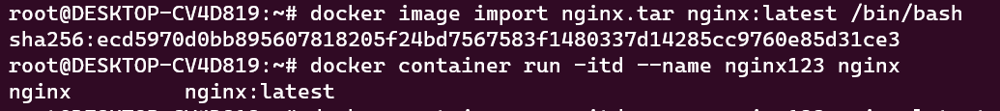 root@DESKTOP-CV4D819:~# docker image import nginx.tar nginx:latest /bin/bash
sha256:ecd5970d0bb895607818205f24bd7567583f1480337d14285cc9760e85d31ce3
root@DESKTOP-CV4D819:~# docker container run -itd --name nginx123 nginx
nginx nginx:latest